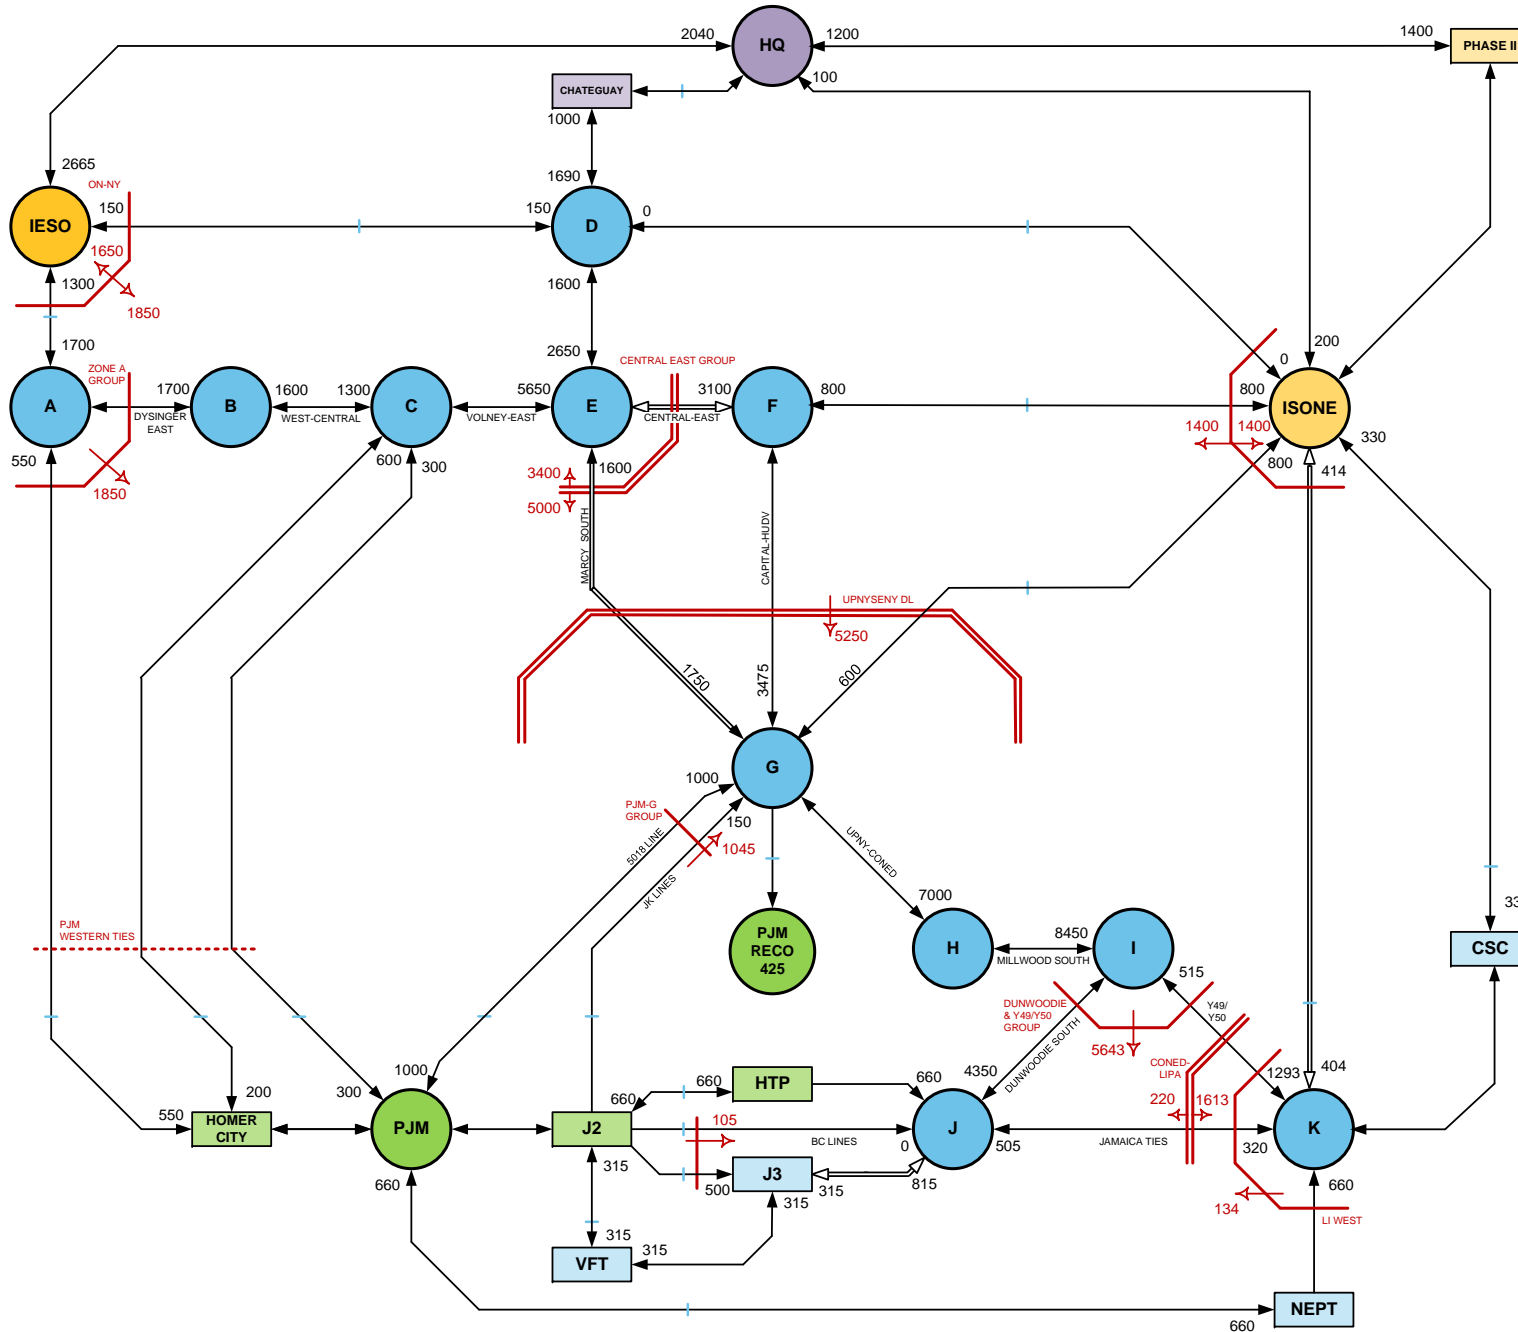 2040
HQ
1200
1400
PHASE II
100
CHATEGUAY
1000
2665
ON-NY
1690
150
IESO
150
D
0
1650
1300
1850
1600
1700
ZONE A
GROUP
2650
CENTRAL EAST GROUP
200
0
A
1700
B
1600
1300
C
5650
E
3100
F
800
800
ISONE
DYSINGER
EAST
WEST-CENTRAL
VOLNEY-EAST
CENTRAL-EAST
1400
1400
330
550
600
300
1600
800
414
1850
3400
5000
MARCY SOUTH
CAPITAL-HUDV
UPNYSENY DL
5250
1750
3475
600
G
1000
PJM-G
GROUP
150
1045
5018 LINE
JK LINES
UPNY-CONED
7000
33
PJM
WESTERN TIES
PJM
RECO
425
H
8450
I
CSC
MILLWOOD SOUTH
515
DUNWOODIE
& Y49/Y50
GROUP
Y49/
Y50
DUNWOODIE SOUTH
5643
CONED-
LIPA
1000
4350
1293
404
660
HTP
660
200
300
660
220
1613
550
HOMER
CITY
PJM
J2
105
BC LINES
0
J
505
JAMAICA TIES
320
K
315
500
J3
315
815
660
315
660
134
LI WEST
315
315
VFT
NEPT
660